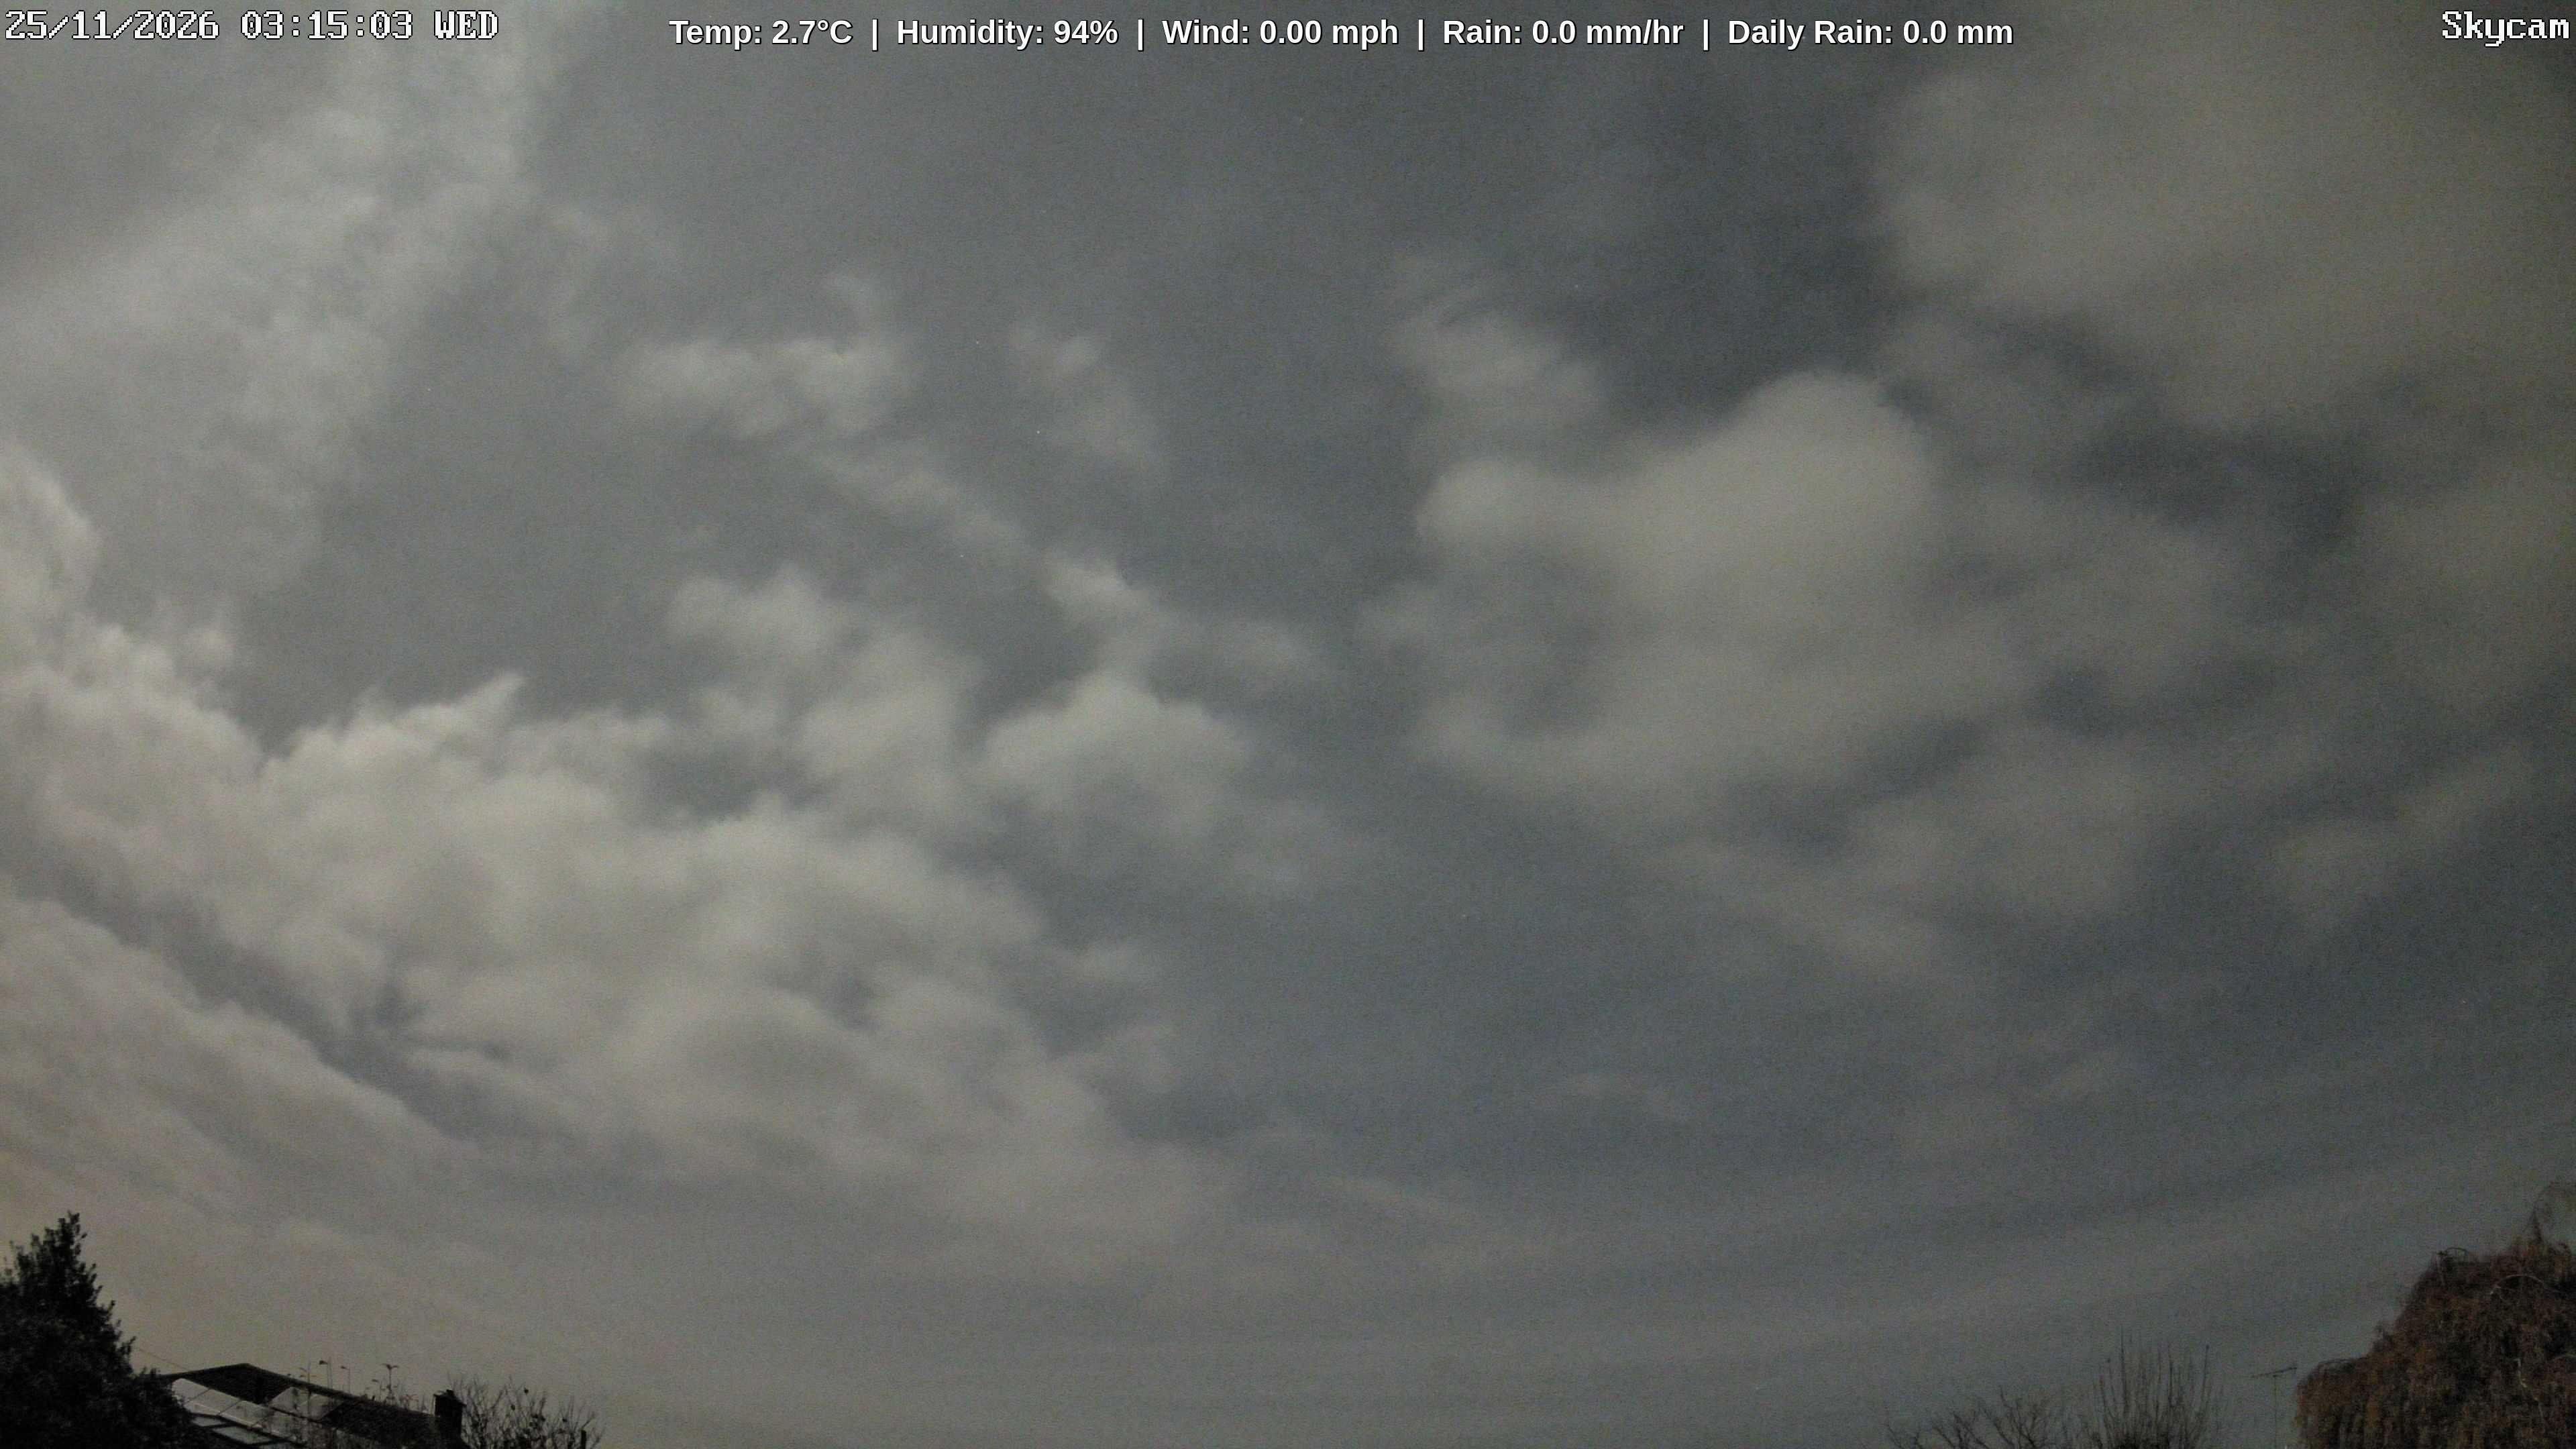 25/11/2026 03:15:03 WED
Temp: 2.7°C | Humidity: 94% | Wind: 0.00 mph | Rain: 0.0 mm/hr | Daily Rain: 0.0 mm
Skycam